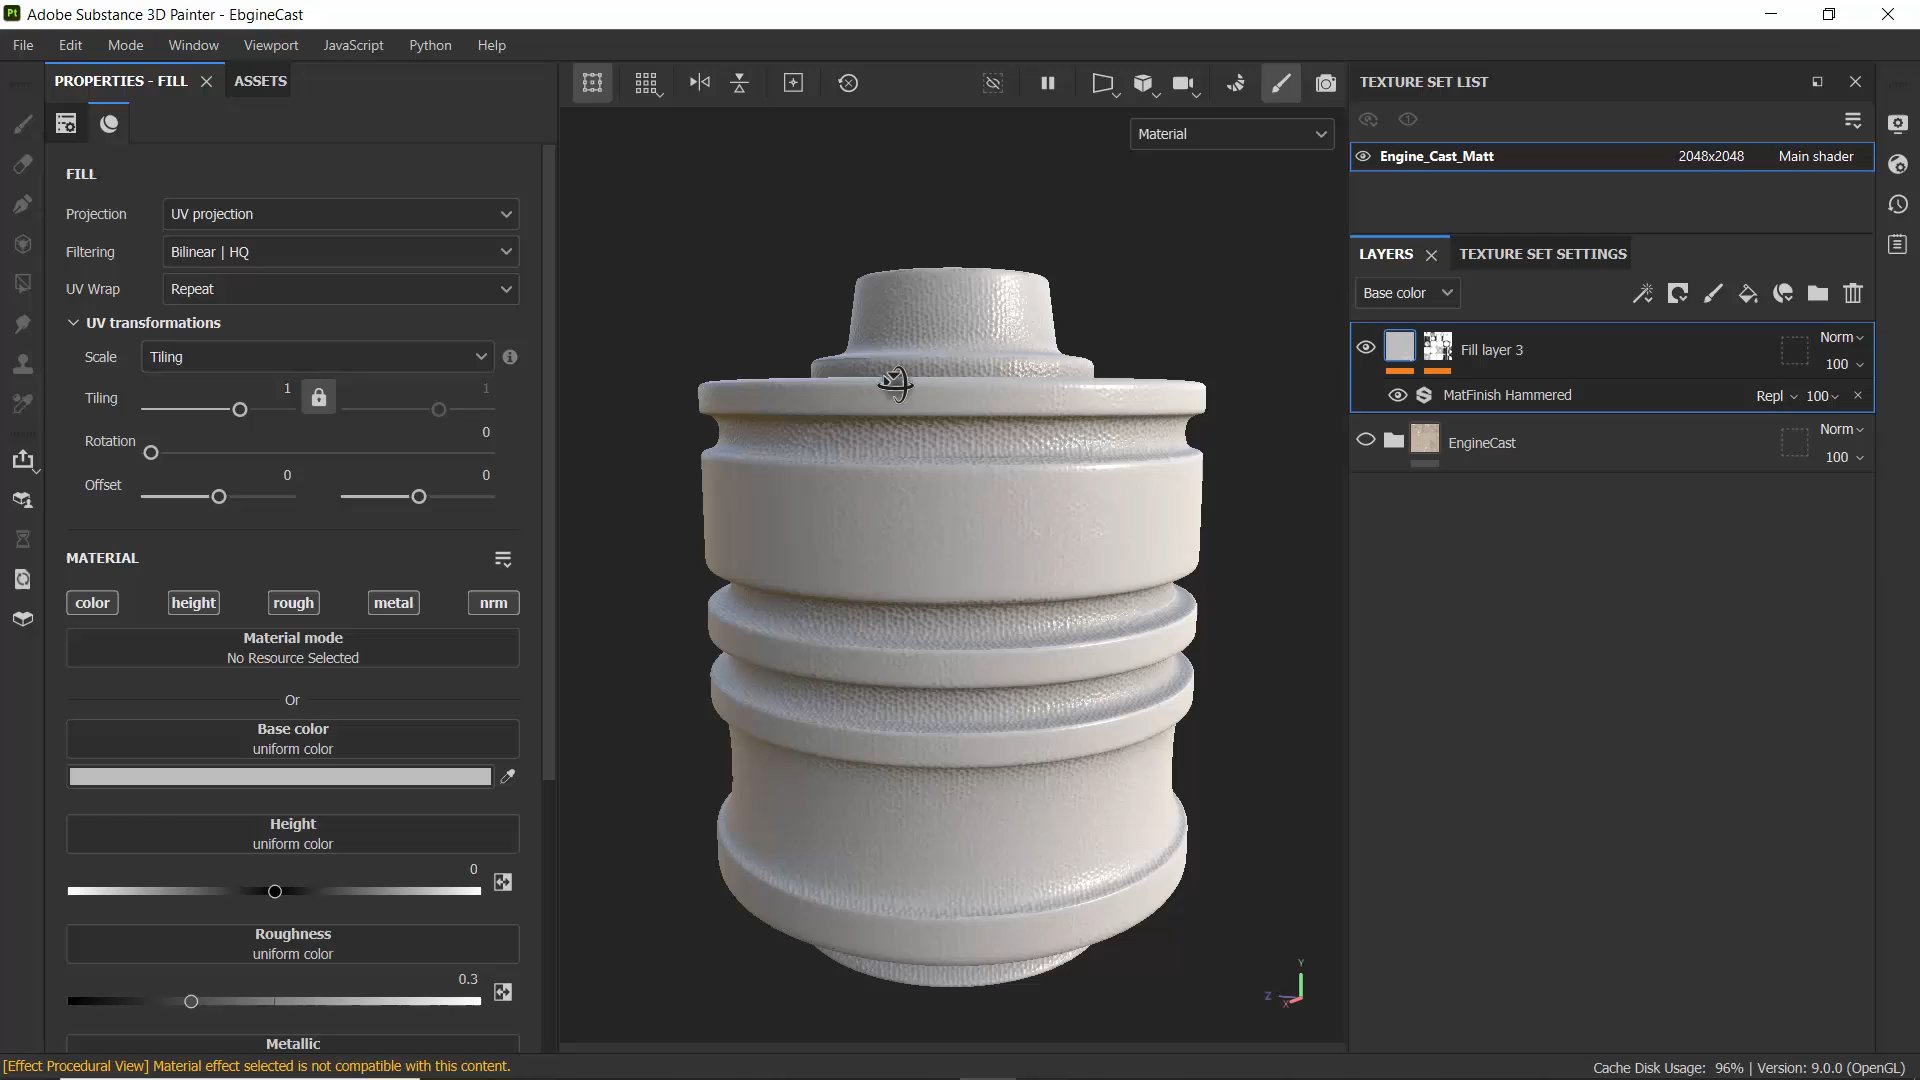 Pt Adobe Substance 3D Painter - EbgineCast
File Edit Mode Window Viewport JavaScript Python Help
PROPERTIES - FILL ASSETS
FILL
Projection UV projection
Filtering Bilinear | HQ
UV Wrap Repeat
UV transformations
Scale Tiling
Tiling 1 1
Rotation 0
Offset 0 0
MATERIAL
color height rough metal nrm
Material mode
No Resource Selected
Or
Base color
uniform color
Height
uniform color
0
Roughness
uniform color
0.3
Metallic
Material
Y
Z
X
TEXTURE SET LIST
Engine_Cast_Matt 2048x2048 Main shader
LAYERS TEXTURE SET SETTINGS
Base color
Fill layer 3 Norm
100
MatFinish Hammered Repl 100
EngineCast Norm
100
[Effect Procedural View] Material effect selected is not compatible with this content.
Cache Disk Usage: 96% | Version: 9.0.0 (OpenGL)